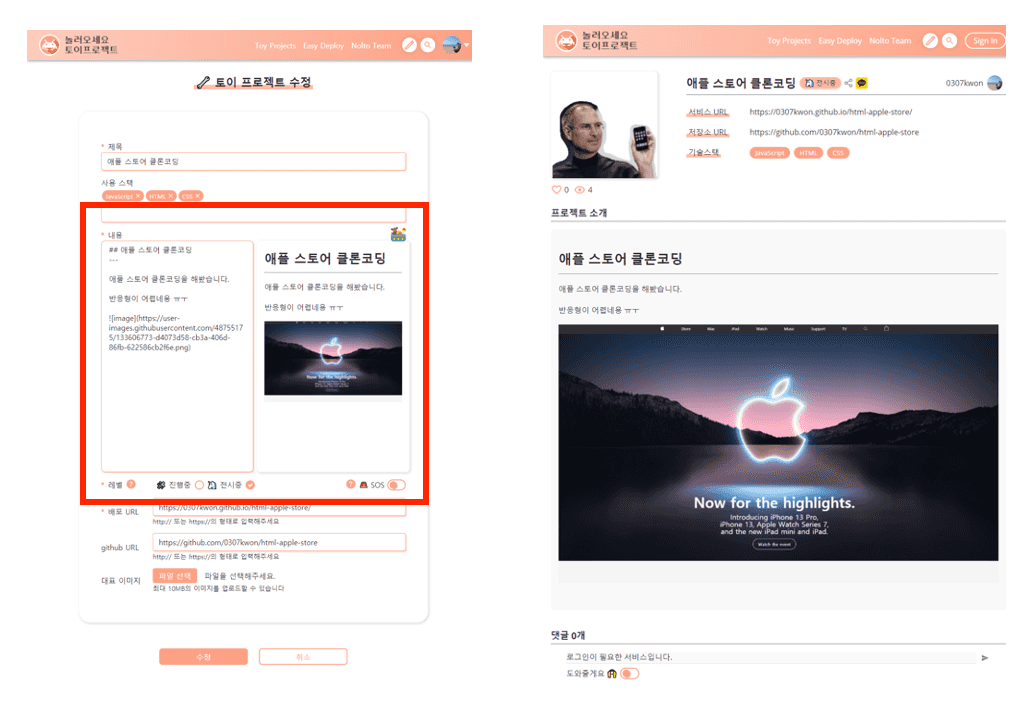 놀러오세요
토이프로젝트
Toy Projects Easy Deploy Nolto Team
토이 프로젝트 수정
* 제목
애플 스토어 클론코딩
사용 스택
JavaScript × HTML × CSS ×
* 내용
## 애플 스토어 클론코딩
---
애플 스토어 클론코딩을 해봤습니다.
반응형이 어렵네용 ㅠㅜ
![image](https://user-
images.githubusercontent.com/4875517
5/133606773-d4073d58-cb3a-406d-
86fb-622586cb2f6e.png)
애플 스토어 클론코딩
애플 스토어 클론코딩을 해봤습니다.
반응형이 어렵네용 ㅠㅜ
Now for the highlights.
* 레벨 ? 진행중 전시중 ? SOS
* 배포 URL
https://0307kwon.github.io/html-apple-store/
http:// 또는 https://의 형태로 입력해주세요
github URL
https://github.com/0307kwon/html-apple-store
http:// 또는 https://의 형태로 입력해주세요
대표 이미지
파일 선택 파일을 선택해주세요.
최대 10MB의 이미지를 업로드할 수 있습니다
수정 취소
놀러오세요
토이프로젝트
Toy Projects Easy Deploy Nolto Team Sign In
애플 스토어 클론코딩 전시중 0307kwon
서비스 URL https://0307kwon.github.io/html-apple-store/
저장소 URL https://github.com/0307kwon/html-apple-store
기술스택 JavaScript HTML CSS
0 4
프로젝트 소개
애플 스토어 클론코딩
애플 스토어 클론코딩을 해봤습니다.
반응형이 어렵네용 ㅠㅜ
Store Mac iPad Watch Music Support TV
Now for the highlights.
Introducing iPhone 13 Pro,
iPhone 13, Apple Watch Series 7,
and the new iPad mini and iPad.
Watch the event
댓글 0개
로그인이 필요한 서비스입니다.
도와줄게요